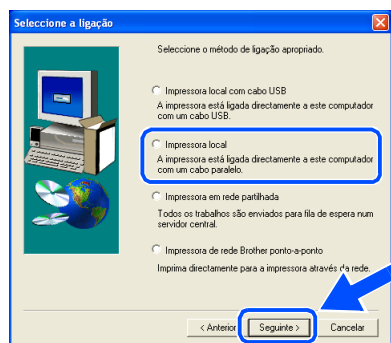 Seleccione a ligação
Seleccione o método de ligação apropriado.
Impressora local com cabo USB
A impressora está ligada directamente a este computador
com um cabo USB.
Impressora local
A impressora está ligada directamente a este computador
com um cabo paralelo.
Impressora em rede partilhada
Todos os trabalhos são enviados para fila de espera num
servidor central.
Impressora de rede Brother ponto-a-ponto
Imprima directamente para a impressora através da rede.
< Anterior
Seguinte >
Cancelar